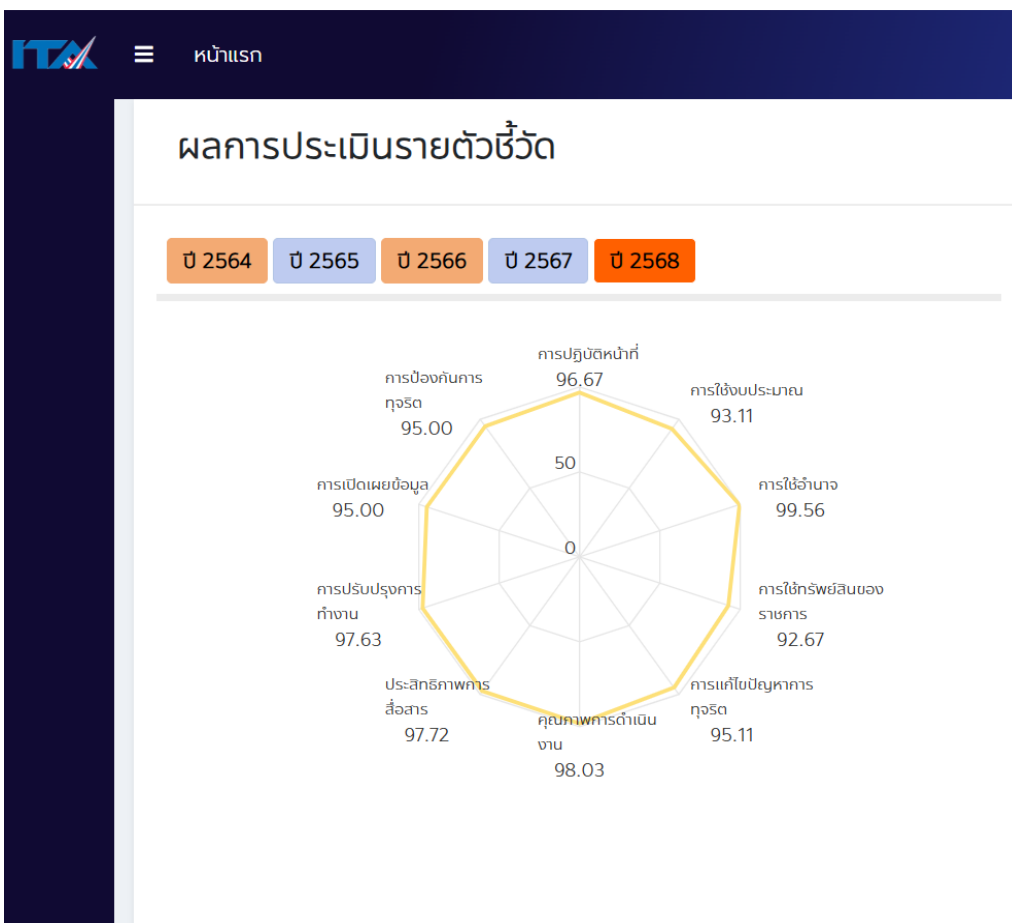 ITA
หน้าแรก
ผลการประเมินรายตัวชี้วัด
ปี 2564 ปี 2565 ปี 2566 ปี 2567 ปี 2568
การปฏิบัติหน้าที่
96.67
การใช้งบประมาณ
93.11
การใช้อำนาจ
99.56
การใช้ทรัพย์สินของ
ราชการ
92.67
การแก้ไขปัญหาการ
ทุจริต
95.11
คุณภาพการดำเนิน
งาน
98.03
ประสิทธิภาพการ
สื่อสาร
97.72
การปรับปรุงการ
ทำงาน
97.63
การเปิดเผยข้อมูล
95.00
การป้องกันการ
ทุจริต
95.00
50
0